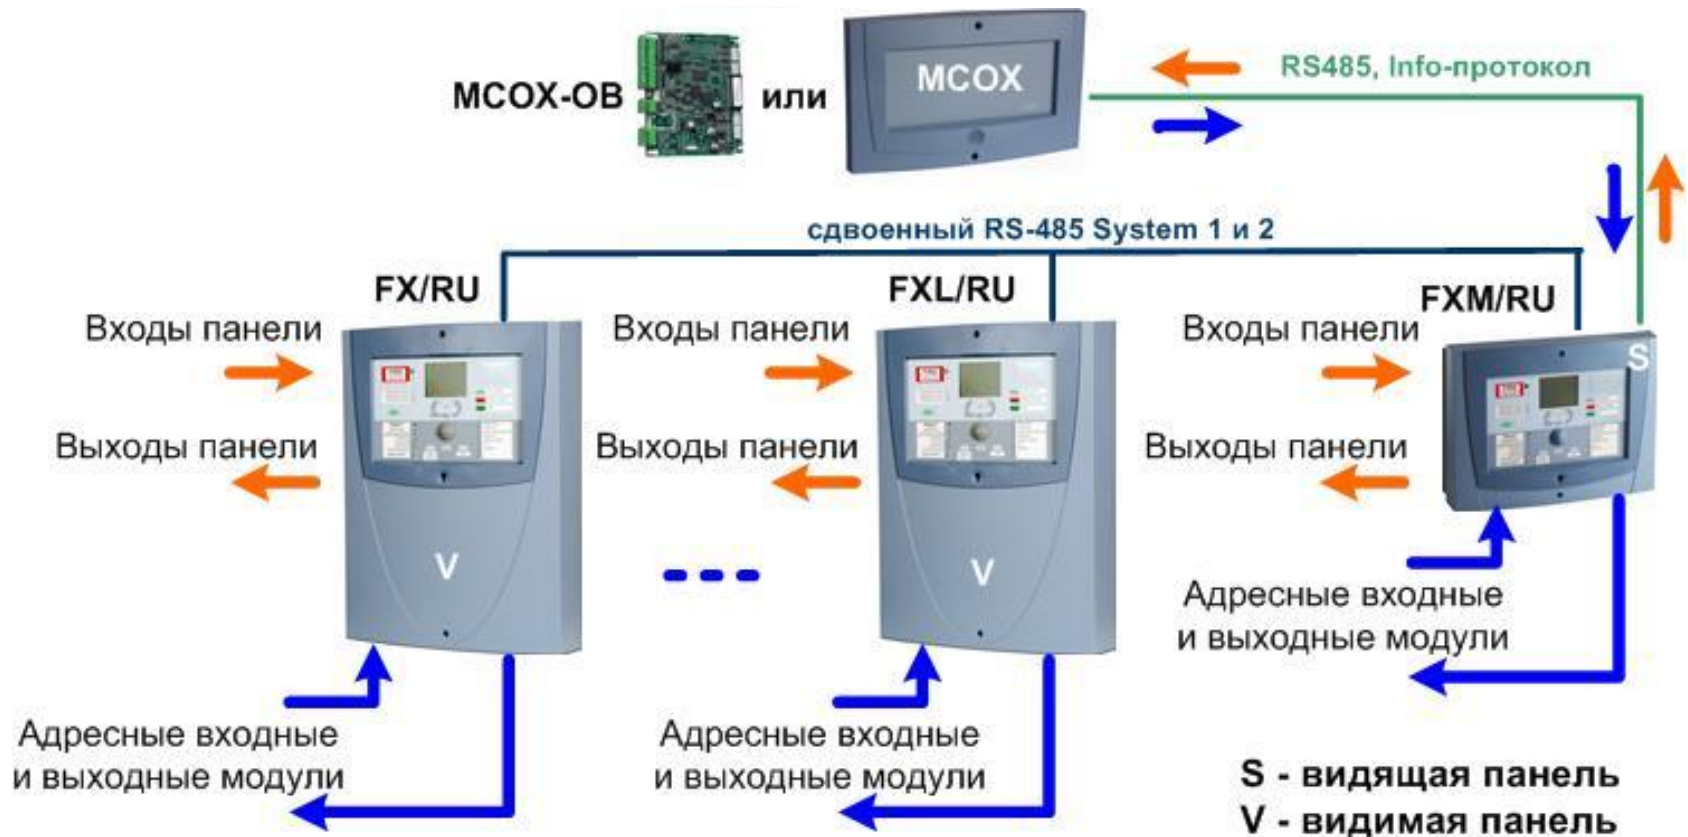 MCOX-OB
или
MCOX
RS485, Info-протокол
сдвоенный RS-485 System 1 и 2
FX/RU
FXL/RU
FXM/RU
Входы панели
Входы панели
Входы панели
S
Выходы панели
Выходы панели
Выходы панели
V
V
Адресные входные
и выходные модули
Адресные входные
и выходные модули
Адресные входные
и выходные модули
S - видящая панель
V - видимая панель